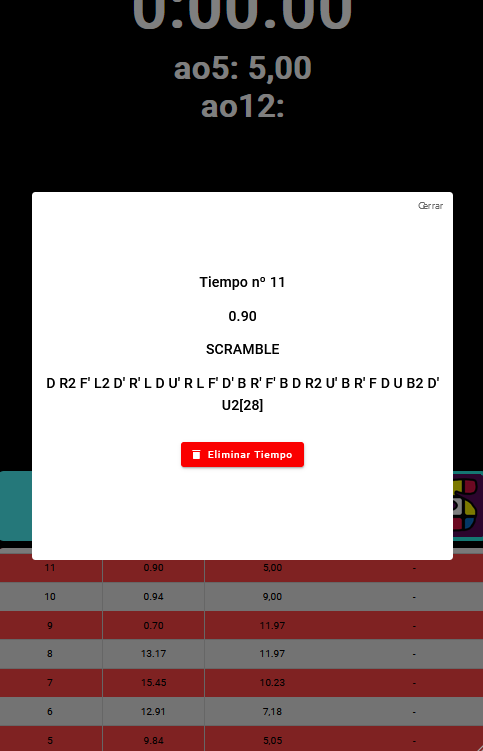 0:00.00
ao5: 5,00
ao12:
Cerrar
Tiempo nº 11
0.90
SCRAMBLE
D R2 F' L2 D' R' L D U' R L F' D' B R' F' B D R2 U' B R' F D U B2 D'
U2[28]
Eliminar Tiempo
11 0.90 5,00 -
10 0.94 9,00 -
9 0.70 11.97 -
8 13.17 11.97 -
7 15.45 10.23 -
6 12.91 7,18 -
5 9.84 5,05 -